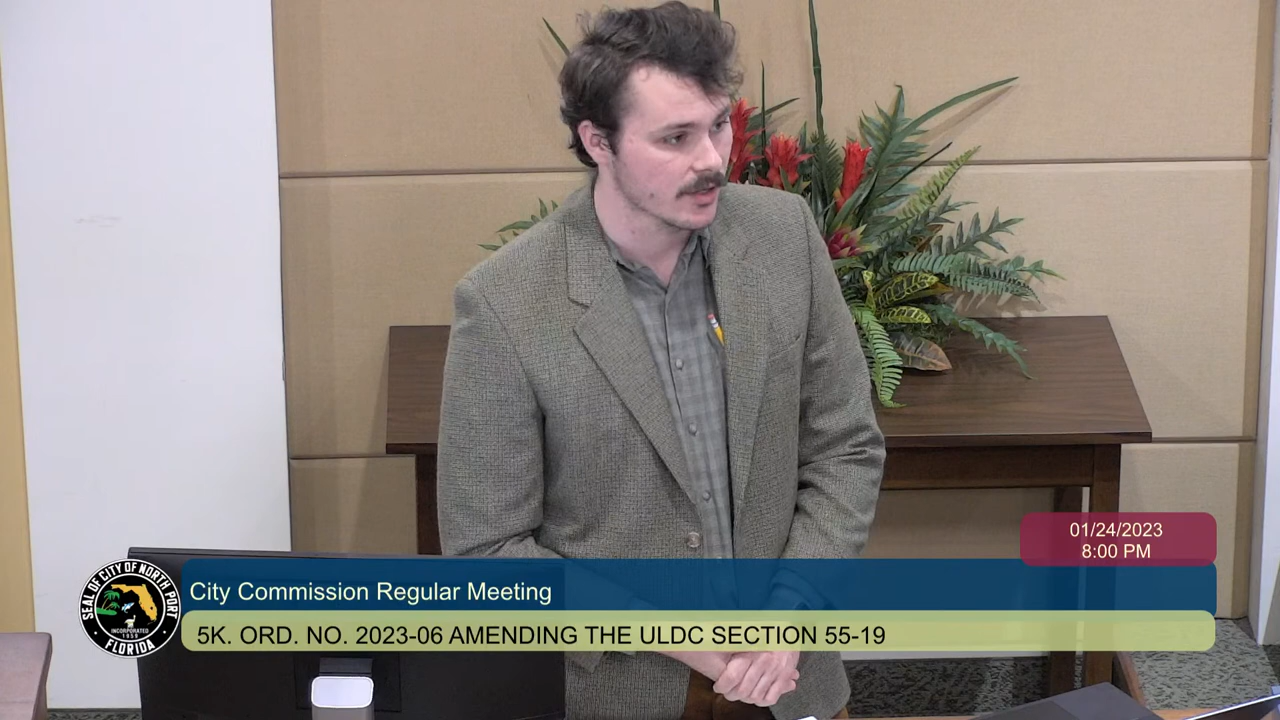 01/24/2023
8:00 PM
City Commission Regular Meeting
5K. ORD. NO. 2023-06 AMENDING THE ULDC SECTION 55-19
SEAL OF CITY OF NORTH PORT
INCORPORATED
1959
FLORIDA